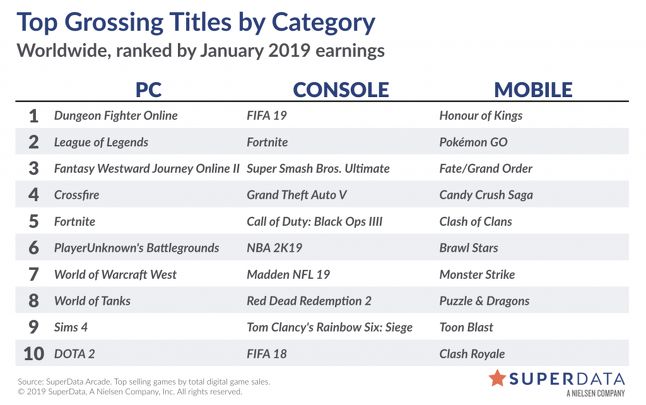 Top Grossing Titles by Category
Worldwide, ranked by January 2019 earnings
PC CONSOLE MOBILE
1 Dungeon Fighter Online FIFA 19 Honour of Kings
2 League of Legends Fortnite Pokémon GO
3 Fantasy Westward Journey Online II Super Smash Bros. Ultimate Fate/Grand Order
4 Crossfire Grand Theft Auto V Candy Crush Saga
5 Fortnite Call of Duty: Black Ops IIII Clash of Clans
6 PlayerUnknown's Battlegrounds NBA 2K19 Brawl Stars
7 World of Warcraft West Madden NFL 19 Monster Strike
8 World of Tanks Red Dead Redemption 2 Puzzle & Dragons
9 Sims 4 Tom Clancy's Rainbow Six: Siege Toon Blast
10 DOTA 2 FIFA 18 Clash Royale
Source: SuperData Arcade. Top selling games by total digital game sales.
© 2019 SuperData, A Nielsen Company, Inc. All rights reserved.
SUPERDATA
A NIELSEN COMPANY